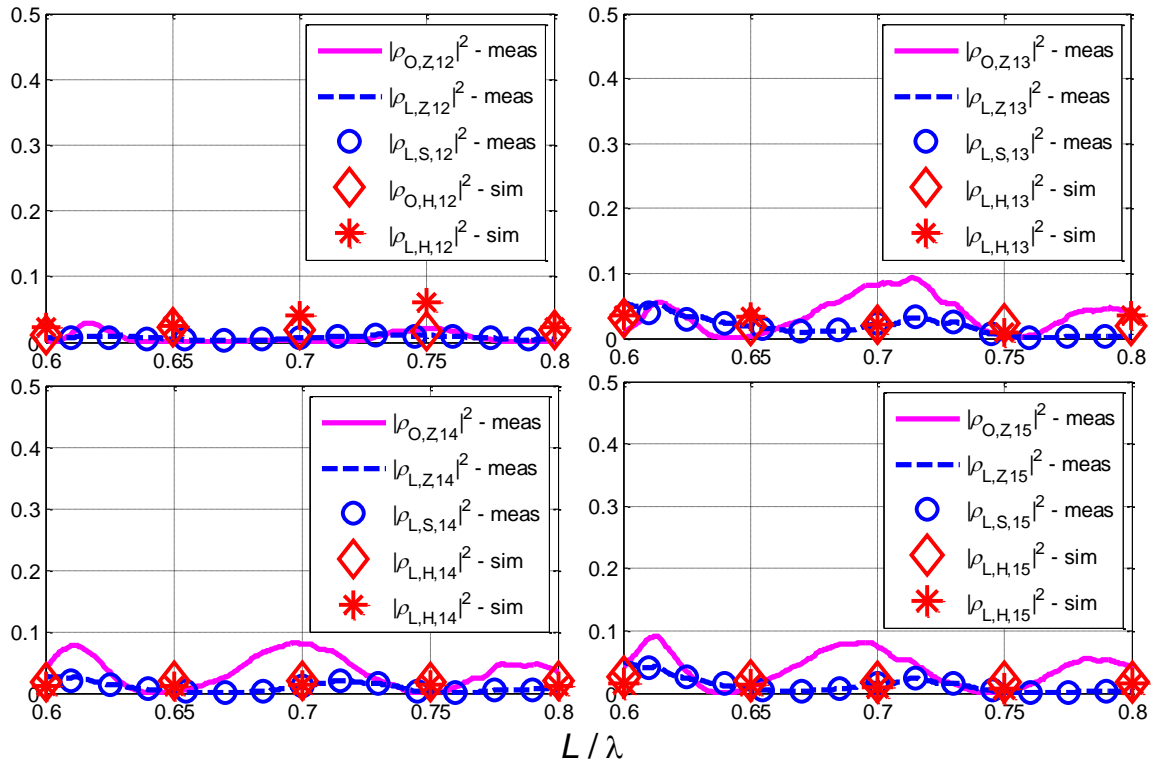 0.5
0.4
0.3
0.2
0.1
0
0.6 0.65 0.7 0.75 0.8
|ρO,Z,12|² - meas
|ρL,Z,12|² - meas
|ρL,S,12|² - meas
|ρO,H,12|² - sim
|ρL,H,12|² - sim
0.5
0.4
0.3
0.2
0.1
0
0.6 0.65 0.7 0.75 0.8
|ρO,Z,13|² - meas
|ρL,Z,13|² - meas
|ρL,S,13|² - meas
|ρL,H,13|² - sim
|ρL,H,13|² - sim
0.5
0.4
0.3
0.2
0.1
0
0.6 0.65 0.7 0.75 0.8
|ρO,Z,14|² - meas
|ρL,Z,14|² - meas
|ρL,S,14|² - meas
|ρL,H,14|² - sim
|ρL,H,14|² - sim
0.5
0.4
0.3
0.2
0.1
0
0.6 0.65 0.7 0.75 0.8
|ρO,Z,15|² - meas
|ρL,Z,15|² - meas
|ρL,S,15|² - meas
|ρL,H,15|² - sim
|ρL,H,15|² - sim
L / λ